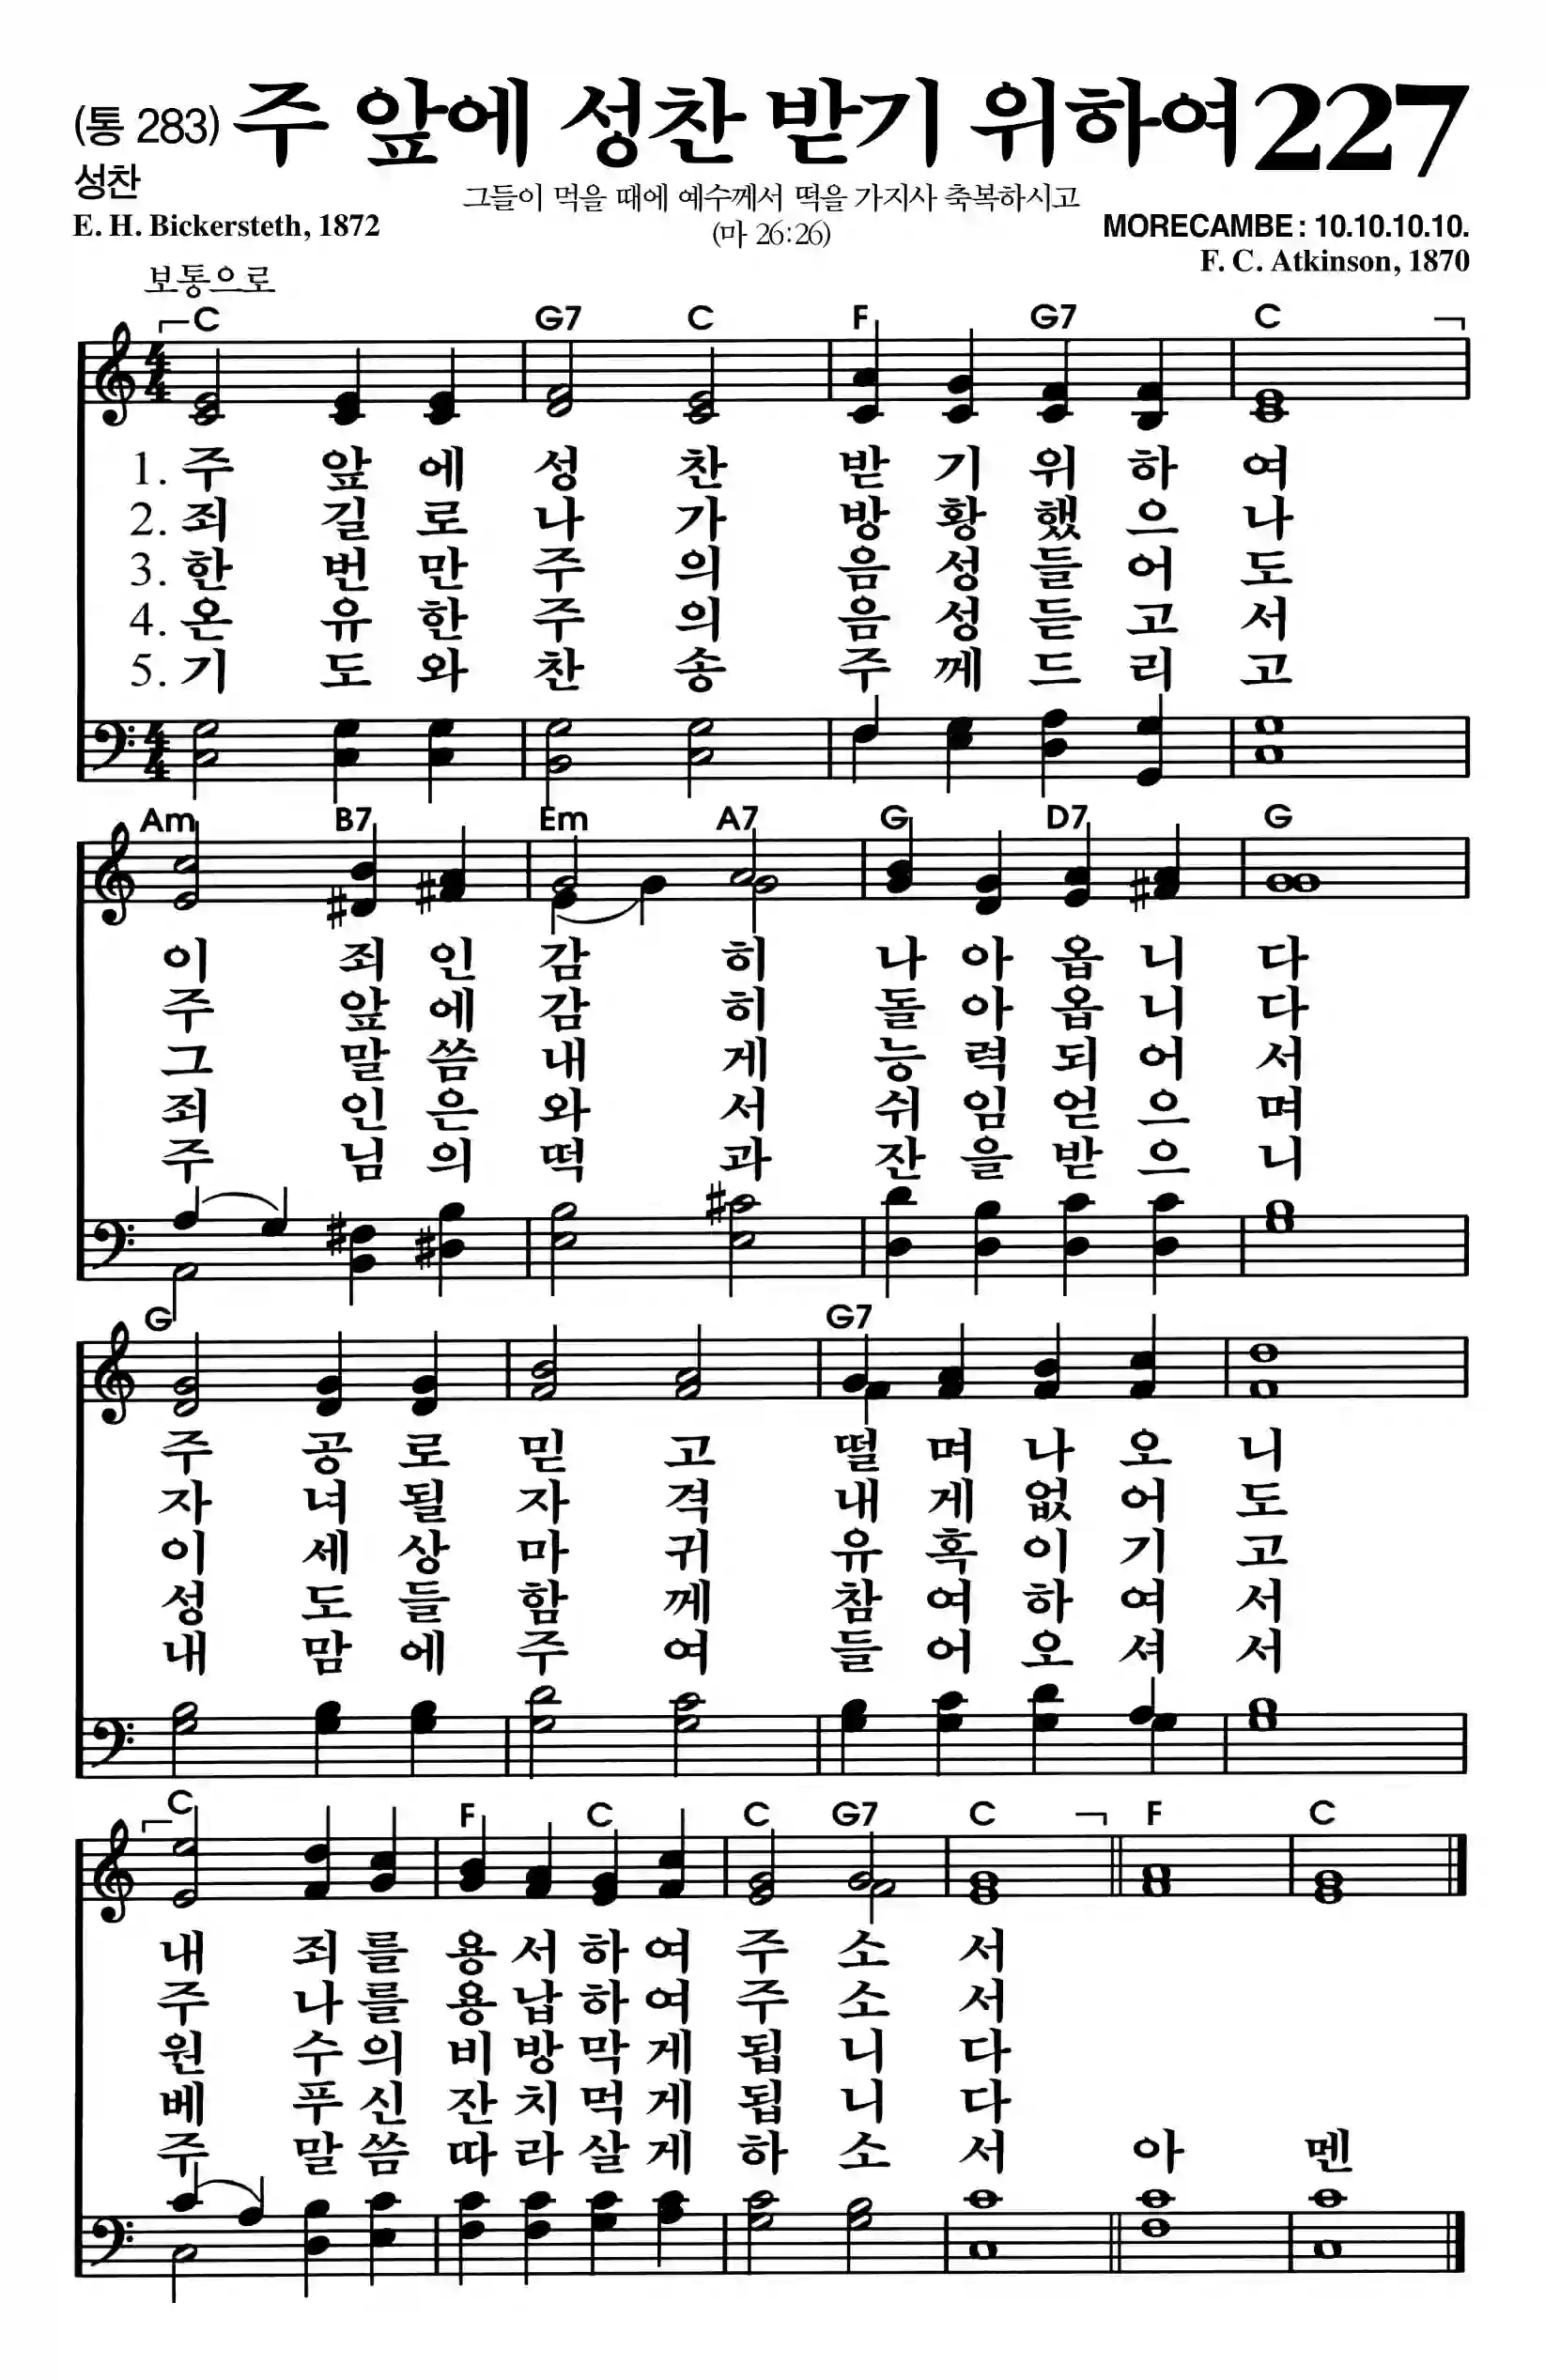 (통 283) 주 앞에 성찬 받기 위하여 227
성찬
그들이 먹을 때에 예수께서 떡을 가지사 축복하시고
E. H. Bickersteth, 1872
(마 26:26)
MORECAMBE : 10.10.10.10.
F. C. Atkinson, 1870
보통으로
C G7 C F G7 C
4 4
1. 주 앞 에 성 찬 받 기 위 하 여
2. 죄 길 로 나 가 방 황 했 으 나
3. 한 번 만 주 의 음 성 들 어 도
4. 온 유 한 주 의 음 성 듣 고 서
5. 기 도 와 찬 송 주 께 드 리 고
4 4
Am B7 Em A7 G D7 G
이 죄 인 감 히 나 아 옵 니 다
주 앞 에 감 히 돌 아 옵 니 다
그 말 씀 내 게 능 력 되 어 서
죄 인 은 와 서 쉬 임 얻 으 며
주 님 의 떡 과 잔 을 받 으 니
G G7
주 공 로 믿 고 떨 며 나 오 니
자 녀 될 자 격 내 게 없 어 도
이 세 상 마 귀 유 혹 이 기 고
성 도 들 함 께 참 여 하 여 서
내 맘 에 주 여 들 어 오 셔 서
C F C C G7 C F C
내 죄 를 용 서 하 여 주 소 서
주 나 를 용 납 하 여 주 소 서
원 수 의 비 방 막 게 됩 니 다
베 푸 신 잔 치 먹 게 됩 니 다
주 말 씀 따 라 살 게 하 소 서 아 멘